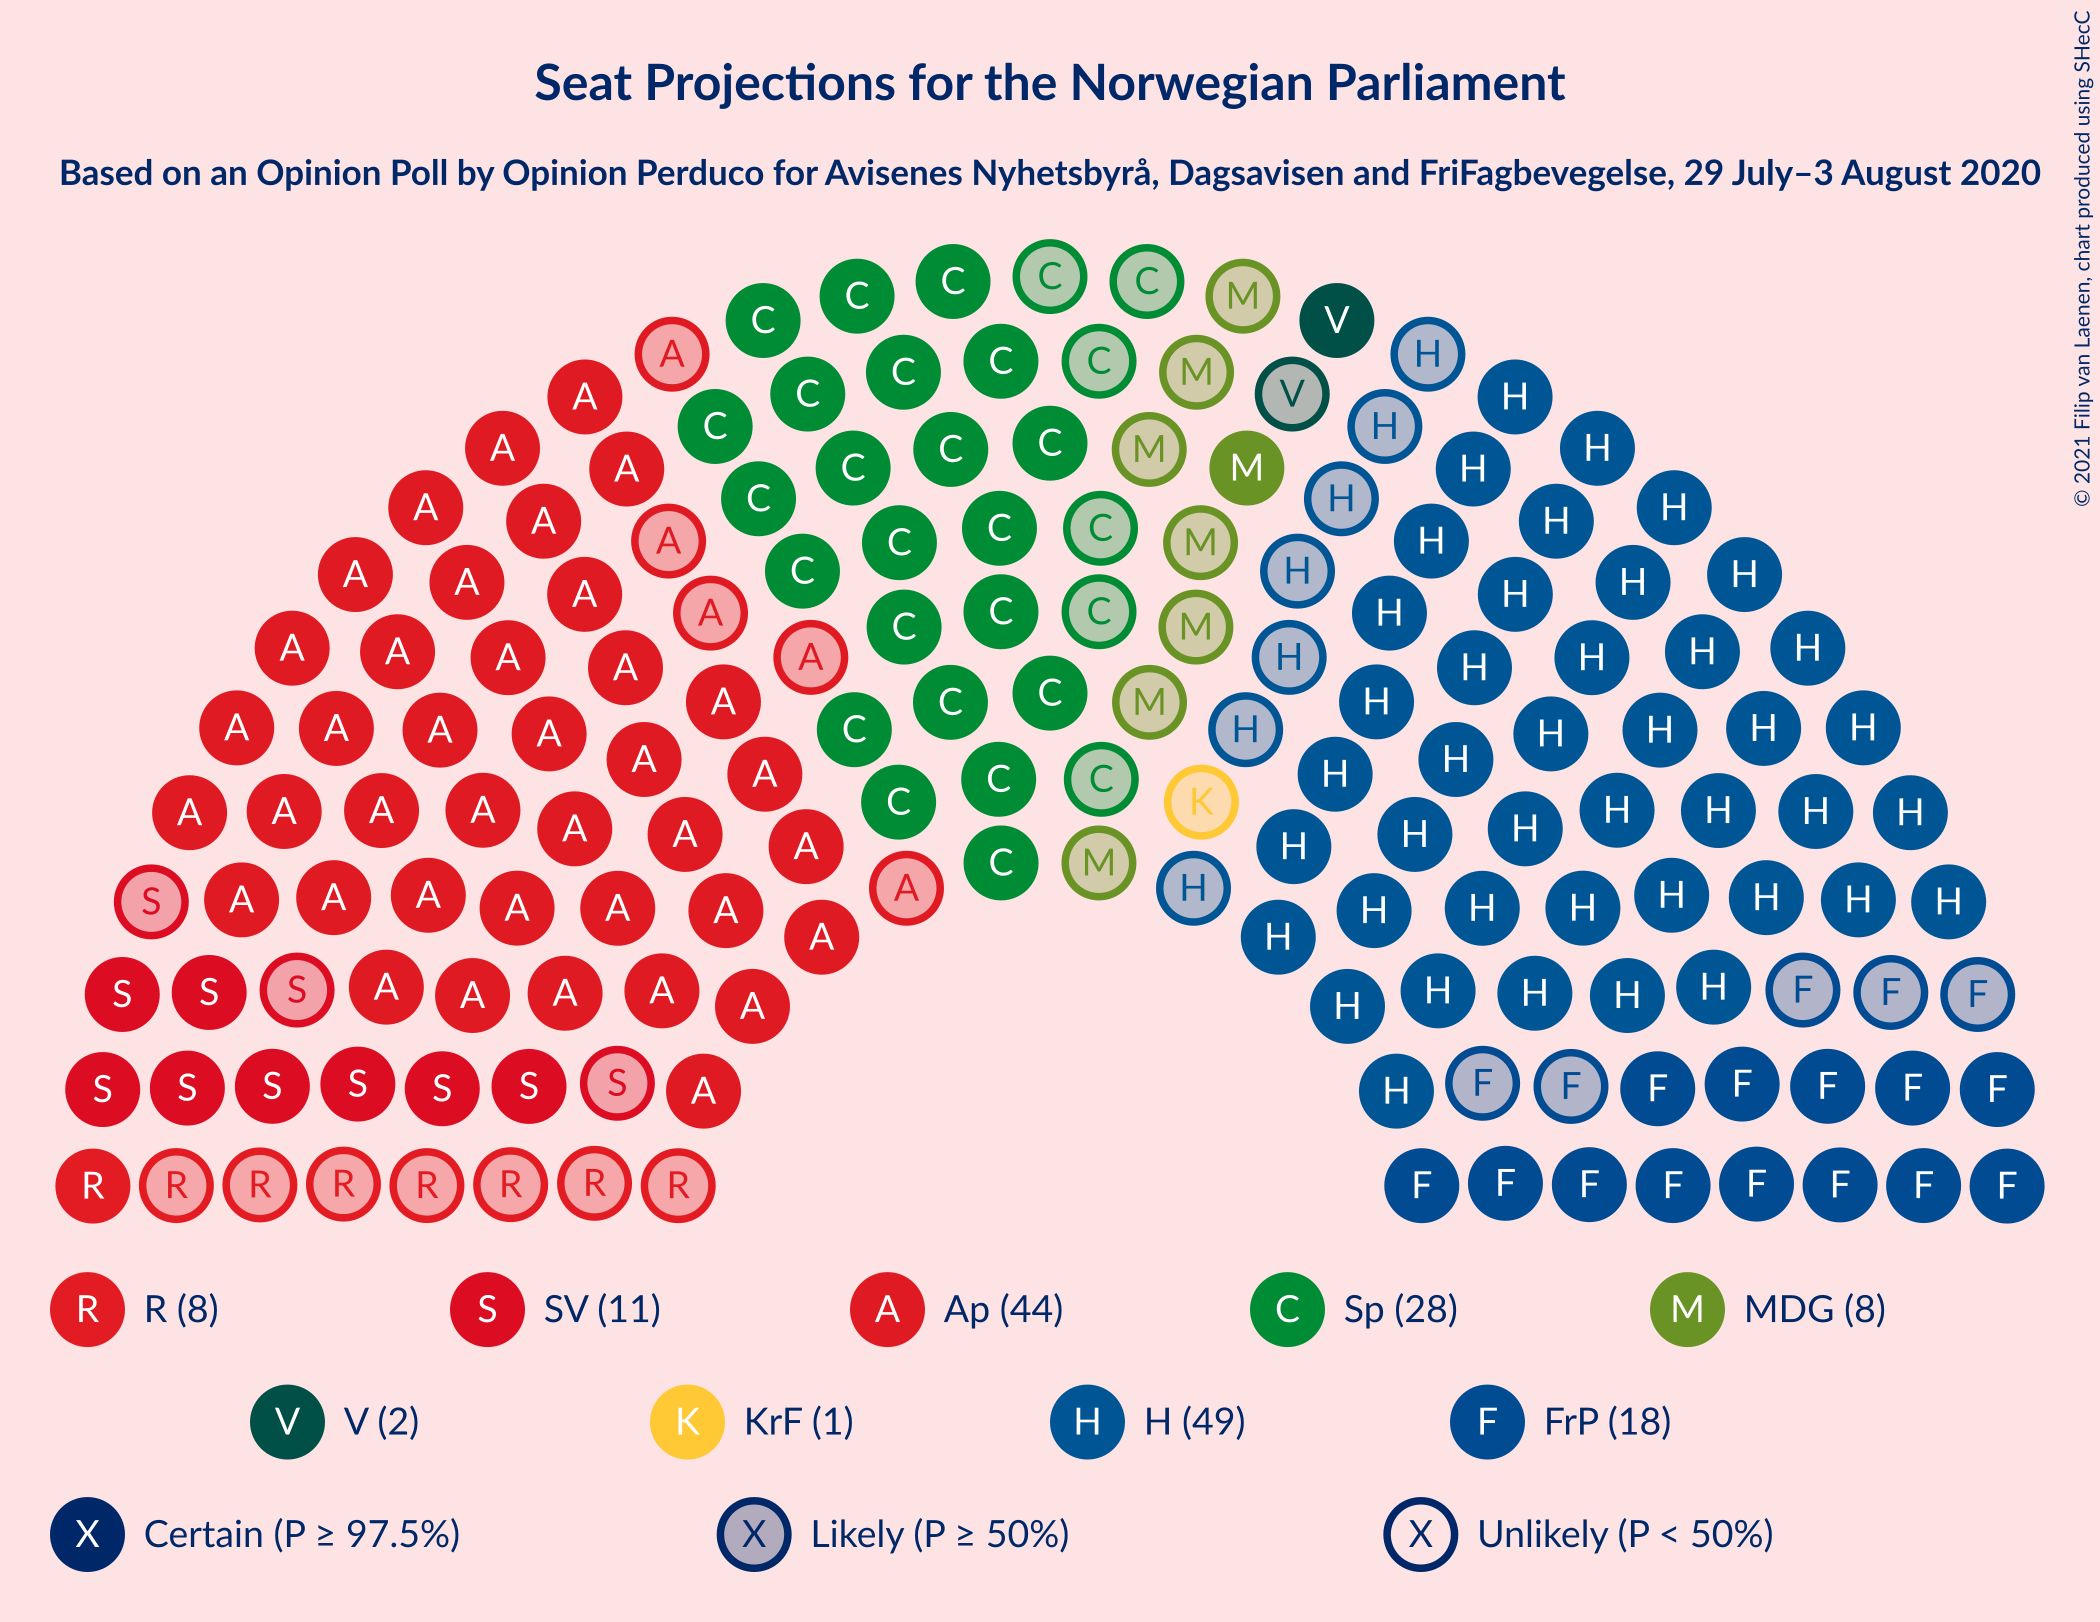 Seat Projections for the Norwegian Parliament
Based on an Opinion Poll by Opinion Perduco for Avisenes Nyhetsbyrå, Dagsavisen and FriFagbevegelse, 29 July–3 August 2020
© 2021 Filip van Laenen, chart produced using SHecC
C C C C C M V
A C C C C M V H
A C C C C M M H H
A A C C C C M H H H
A A A C C C M H H H
A A A A C C M H H H
A A A A A C K H H H
A A A A A A C M H H H H
S A A A A A A A H H H H H H H
S S S A A A A A H H H H H F F F
S S S S S S S A H F F F F F F F
R R R R R R R R F F F F F F F F
R R (8) S SV (11) A Ap (44) C Sp (28) M MDG (8)
V V (2) K KrF (1) H H (49) F FrP (18)
X Certain (P ≥ 97.5%) X Likely (P ≥ 50%) X Unlikely (P < 50%)